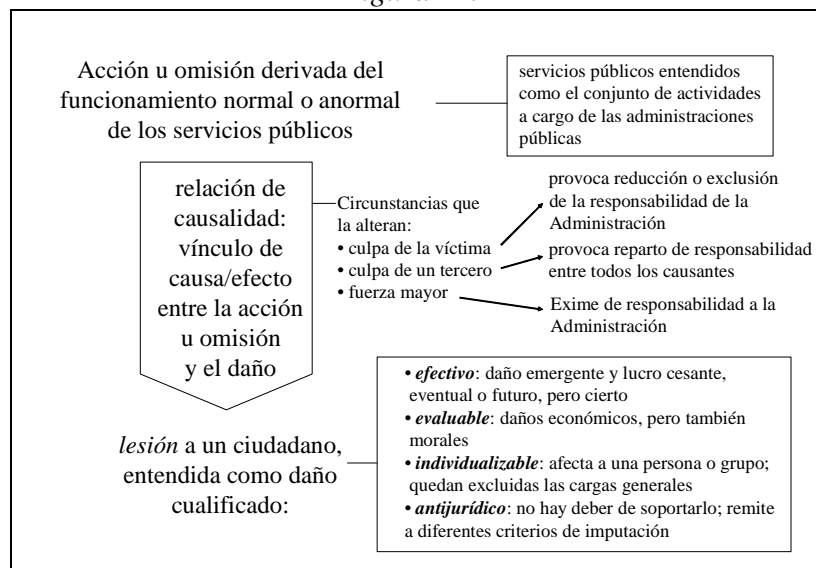 Acción u omisión derivada del
funcionamiento normal o anormal
de los servicios públicos
servicios públicos entendidos
como el conjunto de actividades
a cargo de las administraciones
públicas
relación de
causalidad:
vínculo de
causa/efecto
entre la acción
u omisión
y el daño
Circunstancias que
la alteran:
• culpa de la víctima
• culpa de un tercero
• fuerza mayor
provoca reducción o exclusión
de la responsabilidad de la
Administración
provoca reparto de responsabilidad
entre todos los causantes
Exime de responsabilidad a la
Administración
lesión a un ciudadano,
entendida como daño
cualificado:
• efectivo: daño emergente y lucro cesante,
eventual o futuro, pero cierto
• evaluable: daños económicos, pero también
morales
• individualizable: afecta a una persona o grupo;
quedan excluidas las cargas generales
• antijurídico: no hay deber de soportarlo; remite
a diferentes criterios de imputación